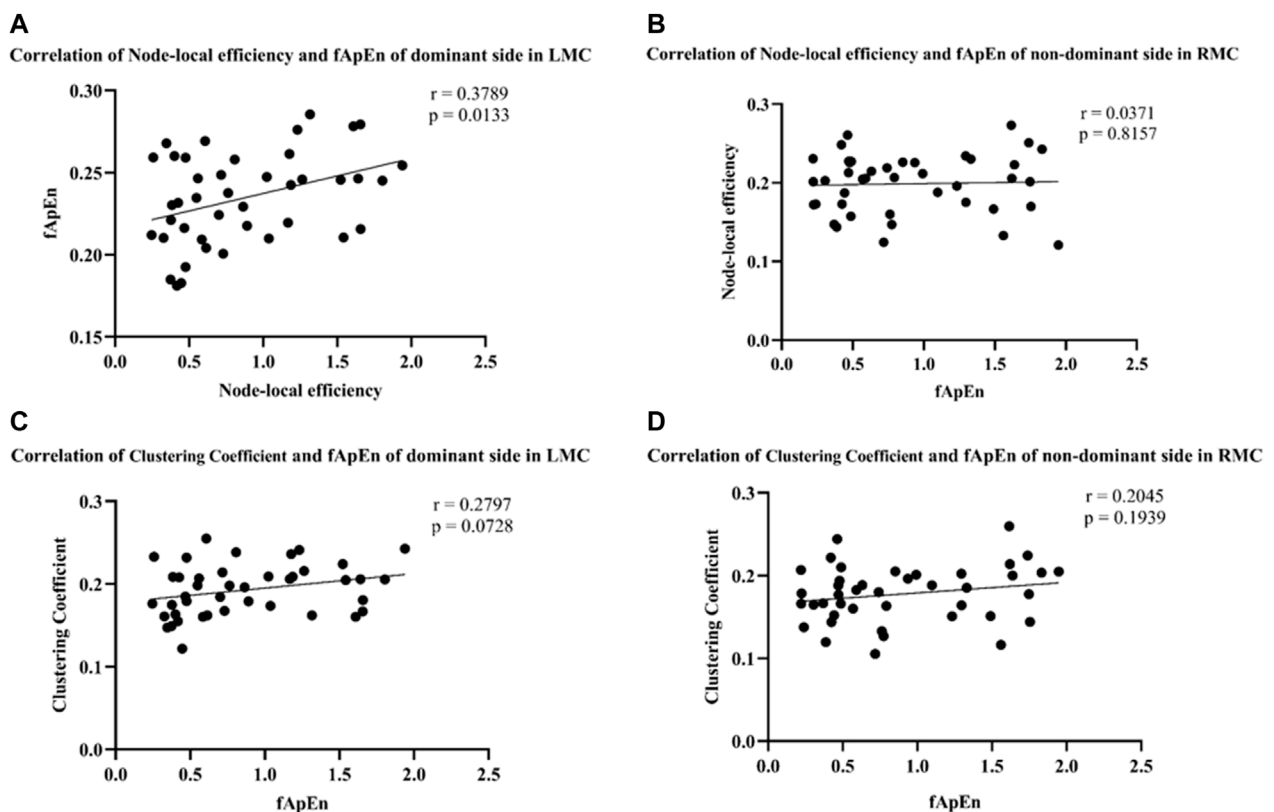 A
Correlation of Node-local efficiency and fApEn of dominant side in LMC
r = 0.3789
p = 0.0133
0.30
0.25
0.20
0.15
fApEn
0.0 0.5 1.0 1.5 2.0 2.5
Node-local efficiency
B
Correlation of Node-local efficiency and fApEn of non-dominant side in RMC
r = 0.0371
p = 0.8157
0.3
0.2
0.1
0.0
Node-local efficiency
0.0 0.5 1.0 1.5 2.0 2.5
fApEn
C
Correlation of Clustering Coefficient and fApEn of dominant side in LMC
r = 0.2797
p = 0.0728
0.3
0.2
0.1
0.0
Clustering Coefficient
0.0 0.5 1.0 1.5 2.0 2.5
fApEn
D
Correlation of Clustering Coefficient and fApEn of non-dominant side in RMC
r = 0.2045
p = 0.1939
0.3
0.2
0.1
0.0
Clustering Coefficient
0.0 0.5 1.0 1.5 2.0 2.5
fApEn